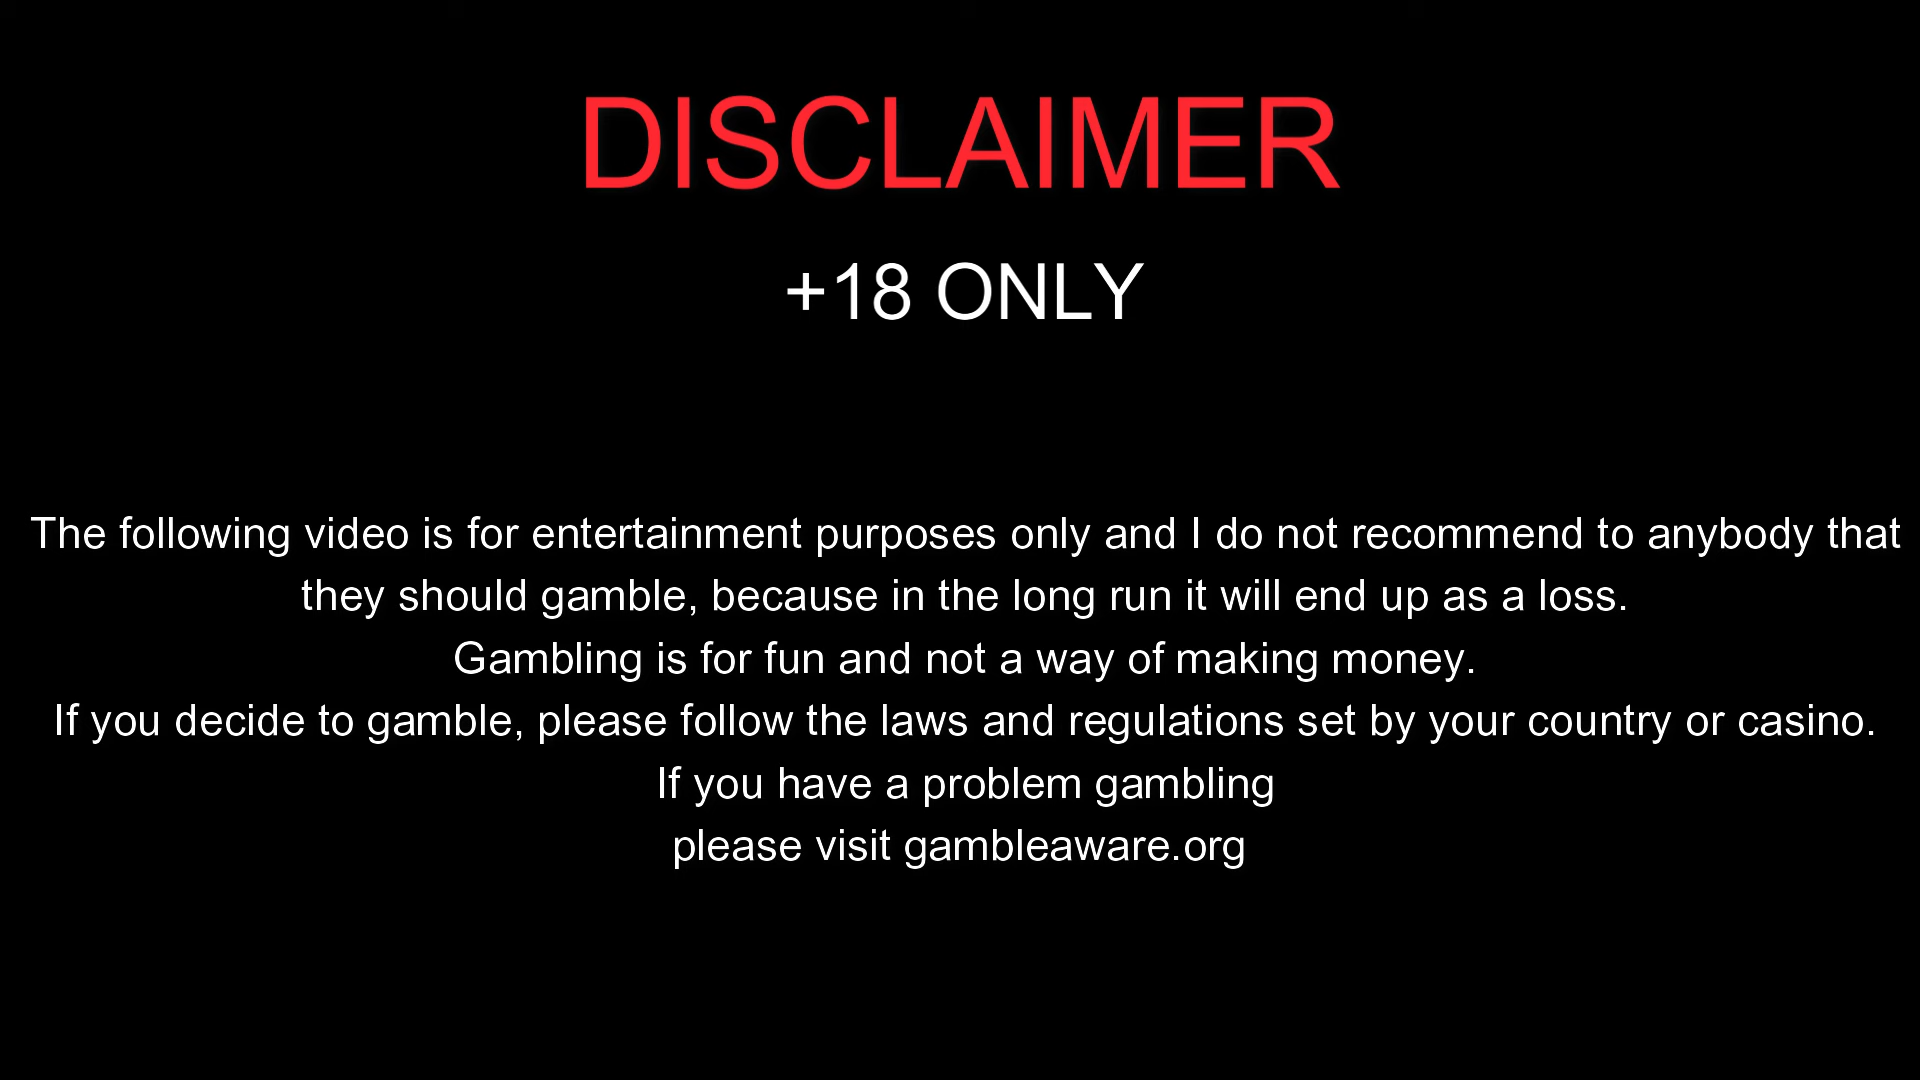 DISCLAIMER
+18 ONLY
The following video is for entertainment purposes only and I do not recommend to anybody that
they should gamble, because in the long run it will end up as a loss.
Gambling is for fun and not a way of making money.
If you decide to gamble, please follow the laws and regulations set by your country or casino.
If you have a problem gambling
please visit gambleaware.org